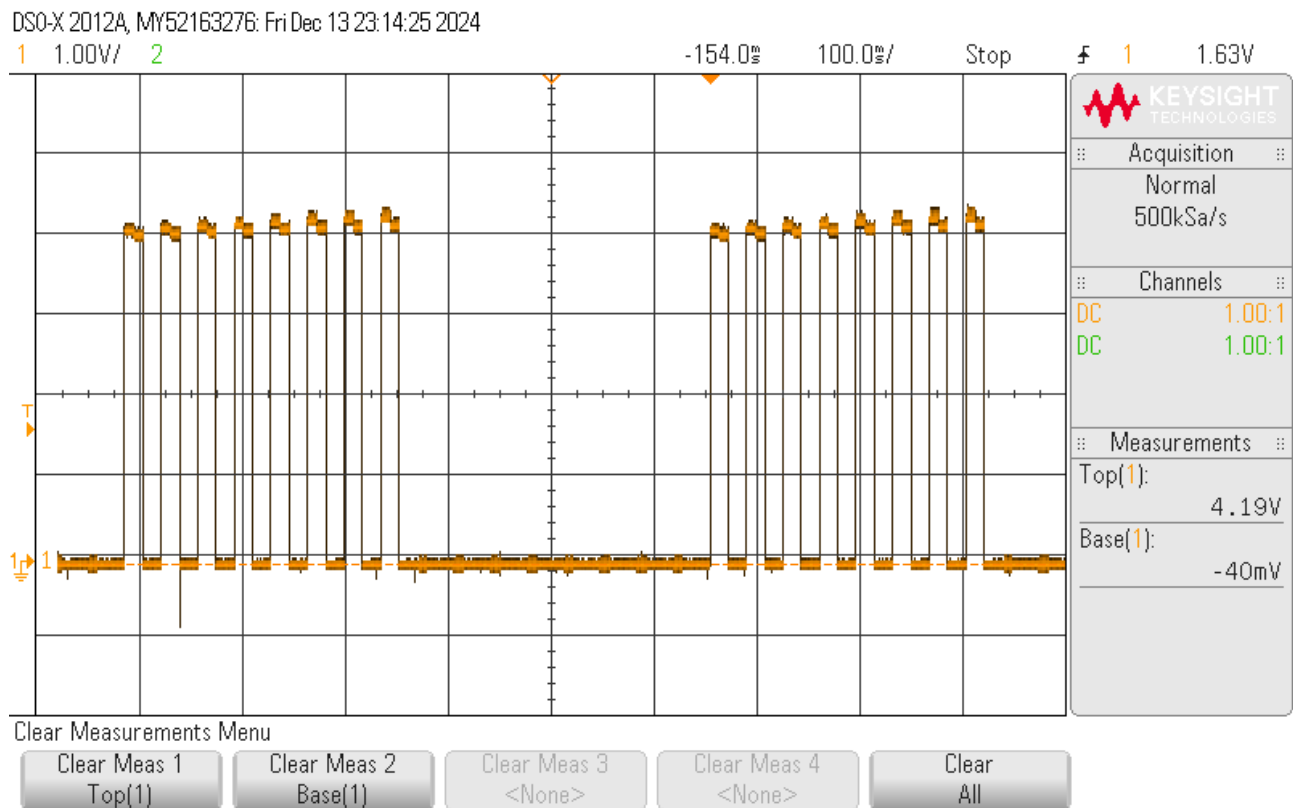 DSO-X 2012A, MY52163276: Fri Dec 13 23:14:25 2024
1 1.00V/ 2 -154.0ms 100.0ms/ Stop 1 1.63V
KEYSIGHT
TECHNOLOGIES
Acquisition
Normal
500kSa/s
Channels
DC 1.00:1
DC 1.00:1
T
Measurements
Top(1):
4.19V
1 1
Base(1):
-40mV
Clear Measurements Menu
Clear Meas 1 Clear Meas 2 Clear Meas 3 Clear Meas 4 Clear
Top(1) Base(1) <None> <None> All